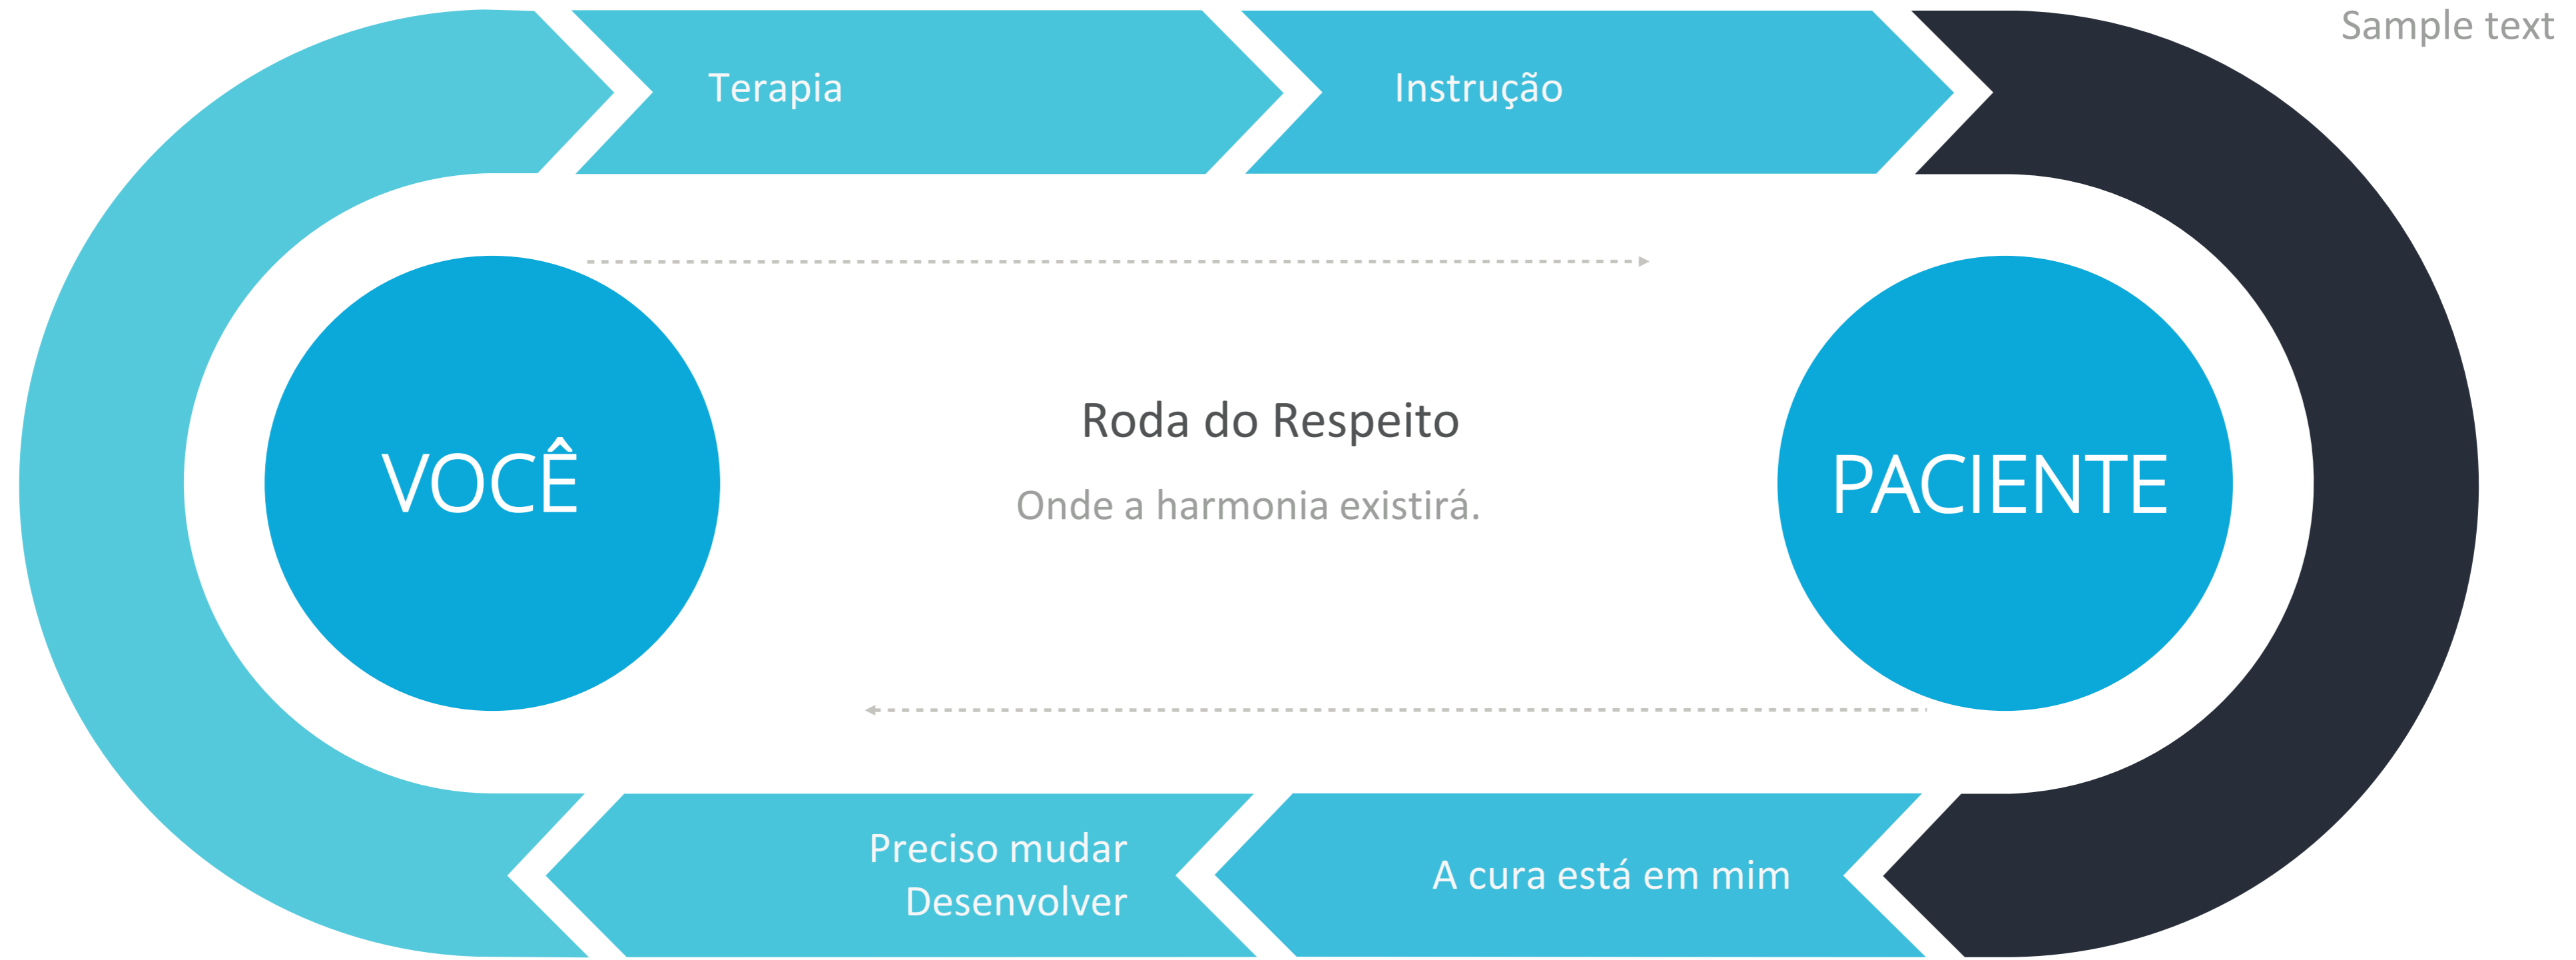 Sample text
Terapia
Instrução
VOCÊ
Roda do Respeito
Onde a harmonia existirá.
PACIENTE
Preciso mudar
Desenvolver
A cura está em mim